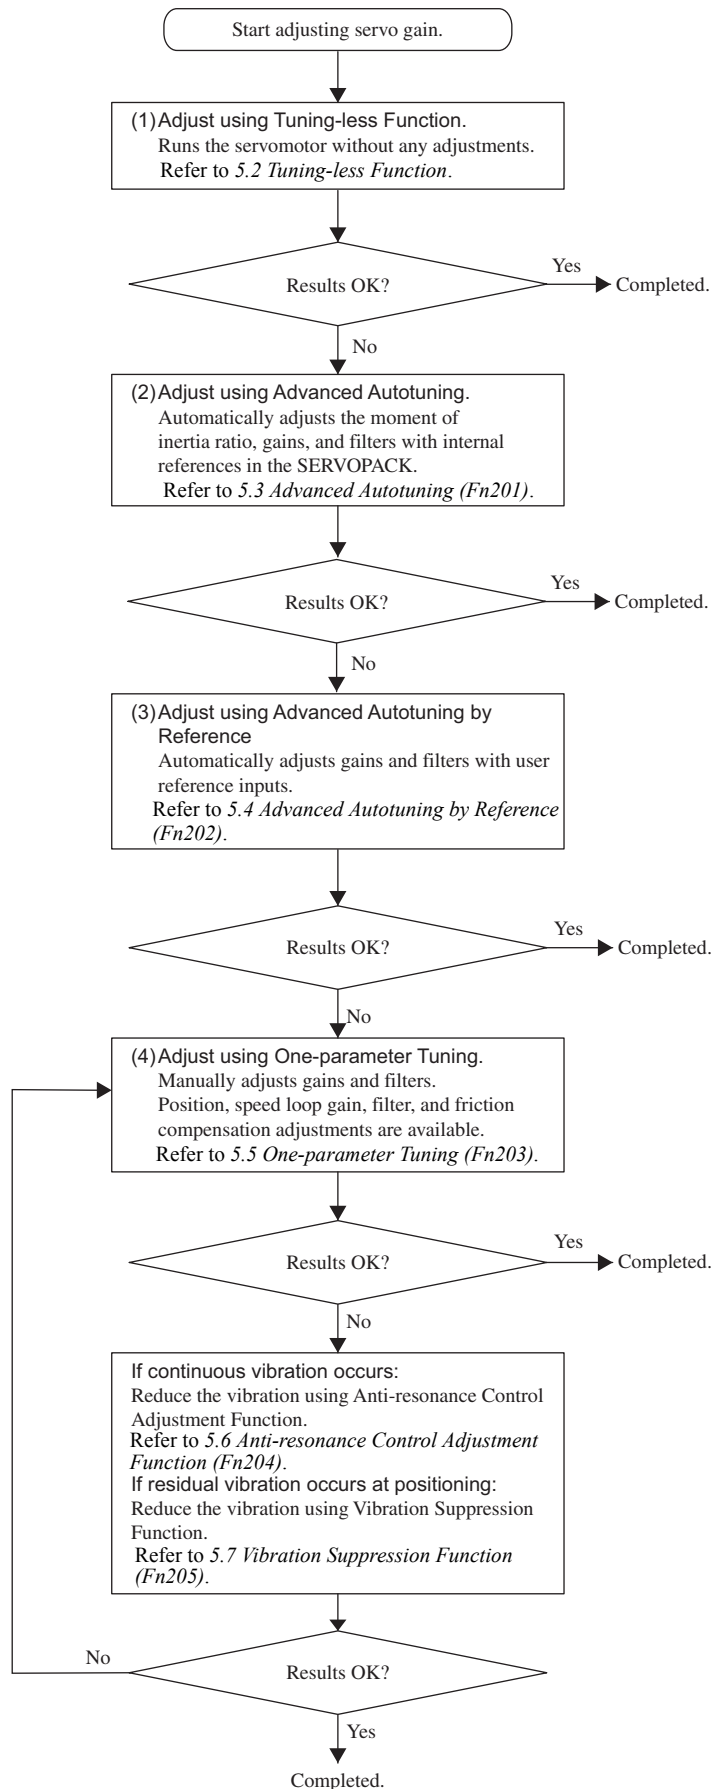 Start adjusting servo gain.
(1) Adjust using Tuning-less Function.
Runs the servomotor without any adjustments.
Refer to 5.2 Tuning-less Function.
Results OK?
Yes
Completed.
No
(2) Adjust using Advanced Autotuning.
Automatically adjusts the moment of
inertia ratio, gains, and filters with internal
references in the SERVOPACK.
Refer to 5.3 Advanced Autotuning (Fn201).
Results OK?
Yes
Completed.
No
(3) Adjust using Advanced Autotuning by
Reference
Automatically adjusts gains and filters with user
reference inputs.
Refer to 5.4 Advanced Autotuning by Reference
(Fn202).
Results OK?
Yes
Completed.
No
(4) Adjust using One-parameter Tuning.
Manually adjusts gains and filters.
Position, speed loop gain, filter, and friction
compensation adjustments are available.
Refer to 5.5 One-parameter Tuning (Fn203).
Results OK?
Yes
Completed.
No
If continuous vibration occurs:
Reduce the vibration using Anti-resonance Control
Adjustment Function.
Refer to 5.6 Anti-resonance Control Adjustment
Function (Fn204).
If residual vibration occurs at positioning:
Reduce the vibration using Vibration Suppression
Function.
Refer to 5.7 Vibration Suppression Function
(Fn205).
No
Results OK?
Yes
Completed.